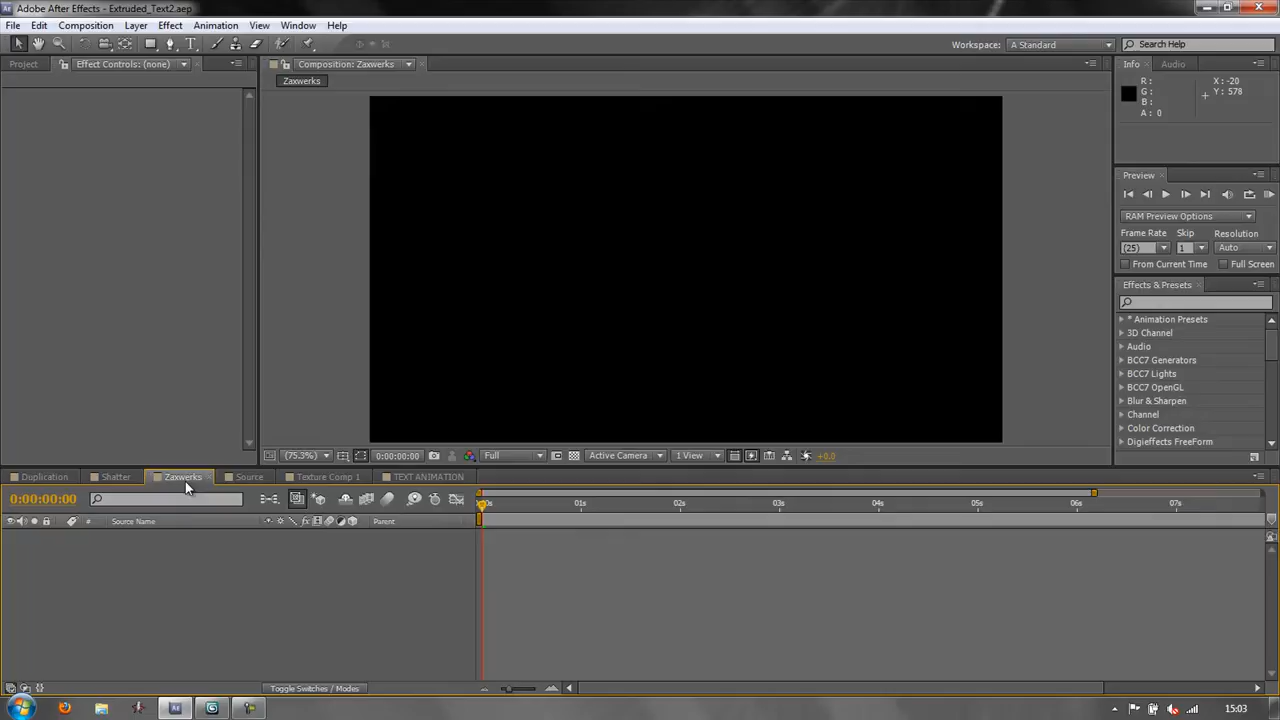 Adobe After Effects - Extruded_Text2.aep
File Edit Composition Layer Effect Animation View Window Help
Workspace: A Standard Search Help
Project Effect Controls: (none) Composition: Zaxwerks Info Audio
Zaxwerks
R: X: -20
G: Y: 578
B:
A: 0
Preview
RAM Preview Options
Frame Rate Skip Resolution
(25) 1 Auto
From Current Time Full Screen
Effects & Presets
* Animation Presets
3D Channel
Audio
BCC7 Generators
BCC7 Lights
BCC7 OpenGL
Blur & Sharpen
Channel
Color Correction
Digieffects FreeForm
(75.3%) 0:00:00:00 Full Active Camera 1 View +0.0
Duplication Shatter Zaxwerks Source Texture Comp 1 TEXT ANIMATION
0:00:00:00 01s 02s 03s 04s 05s 06s 07s
# Source Name Parent
Toggle Switches / Modes
15:03